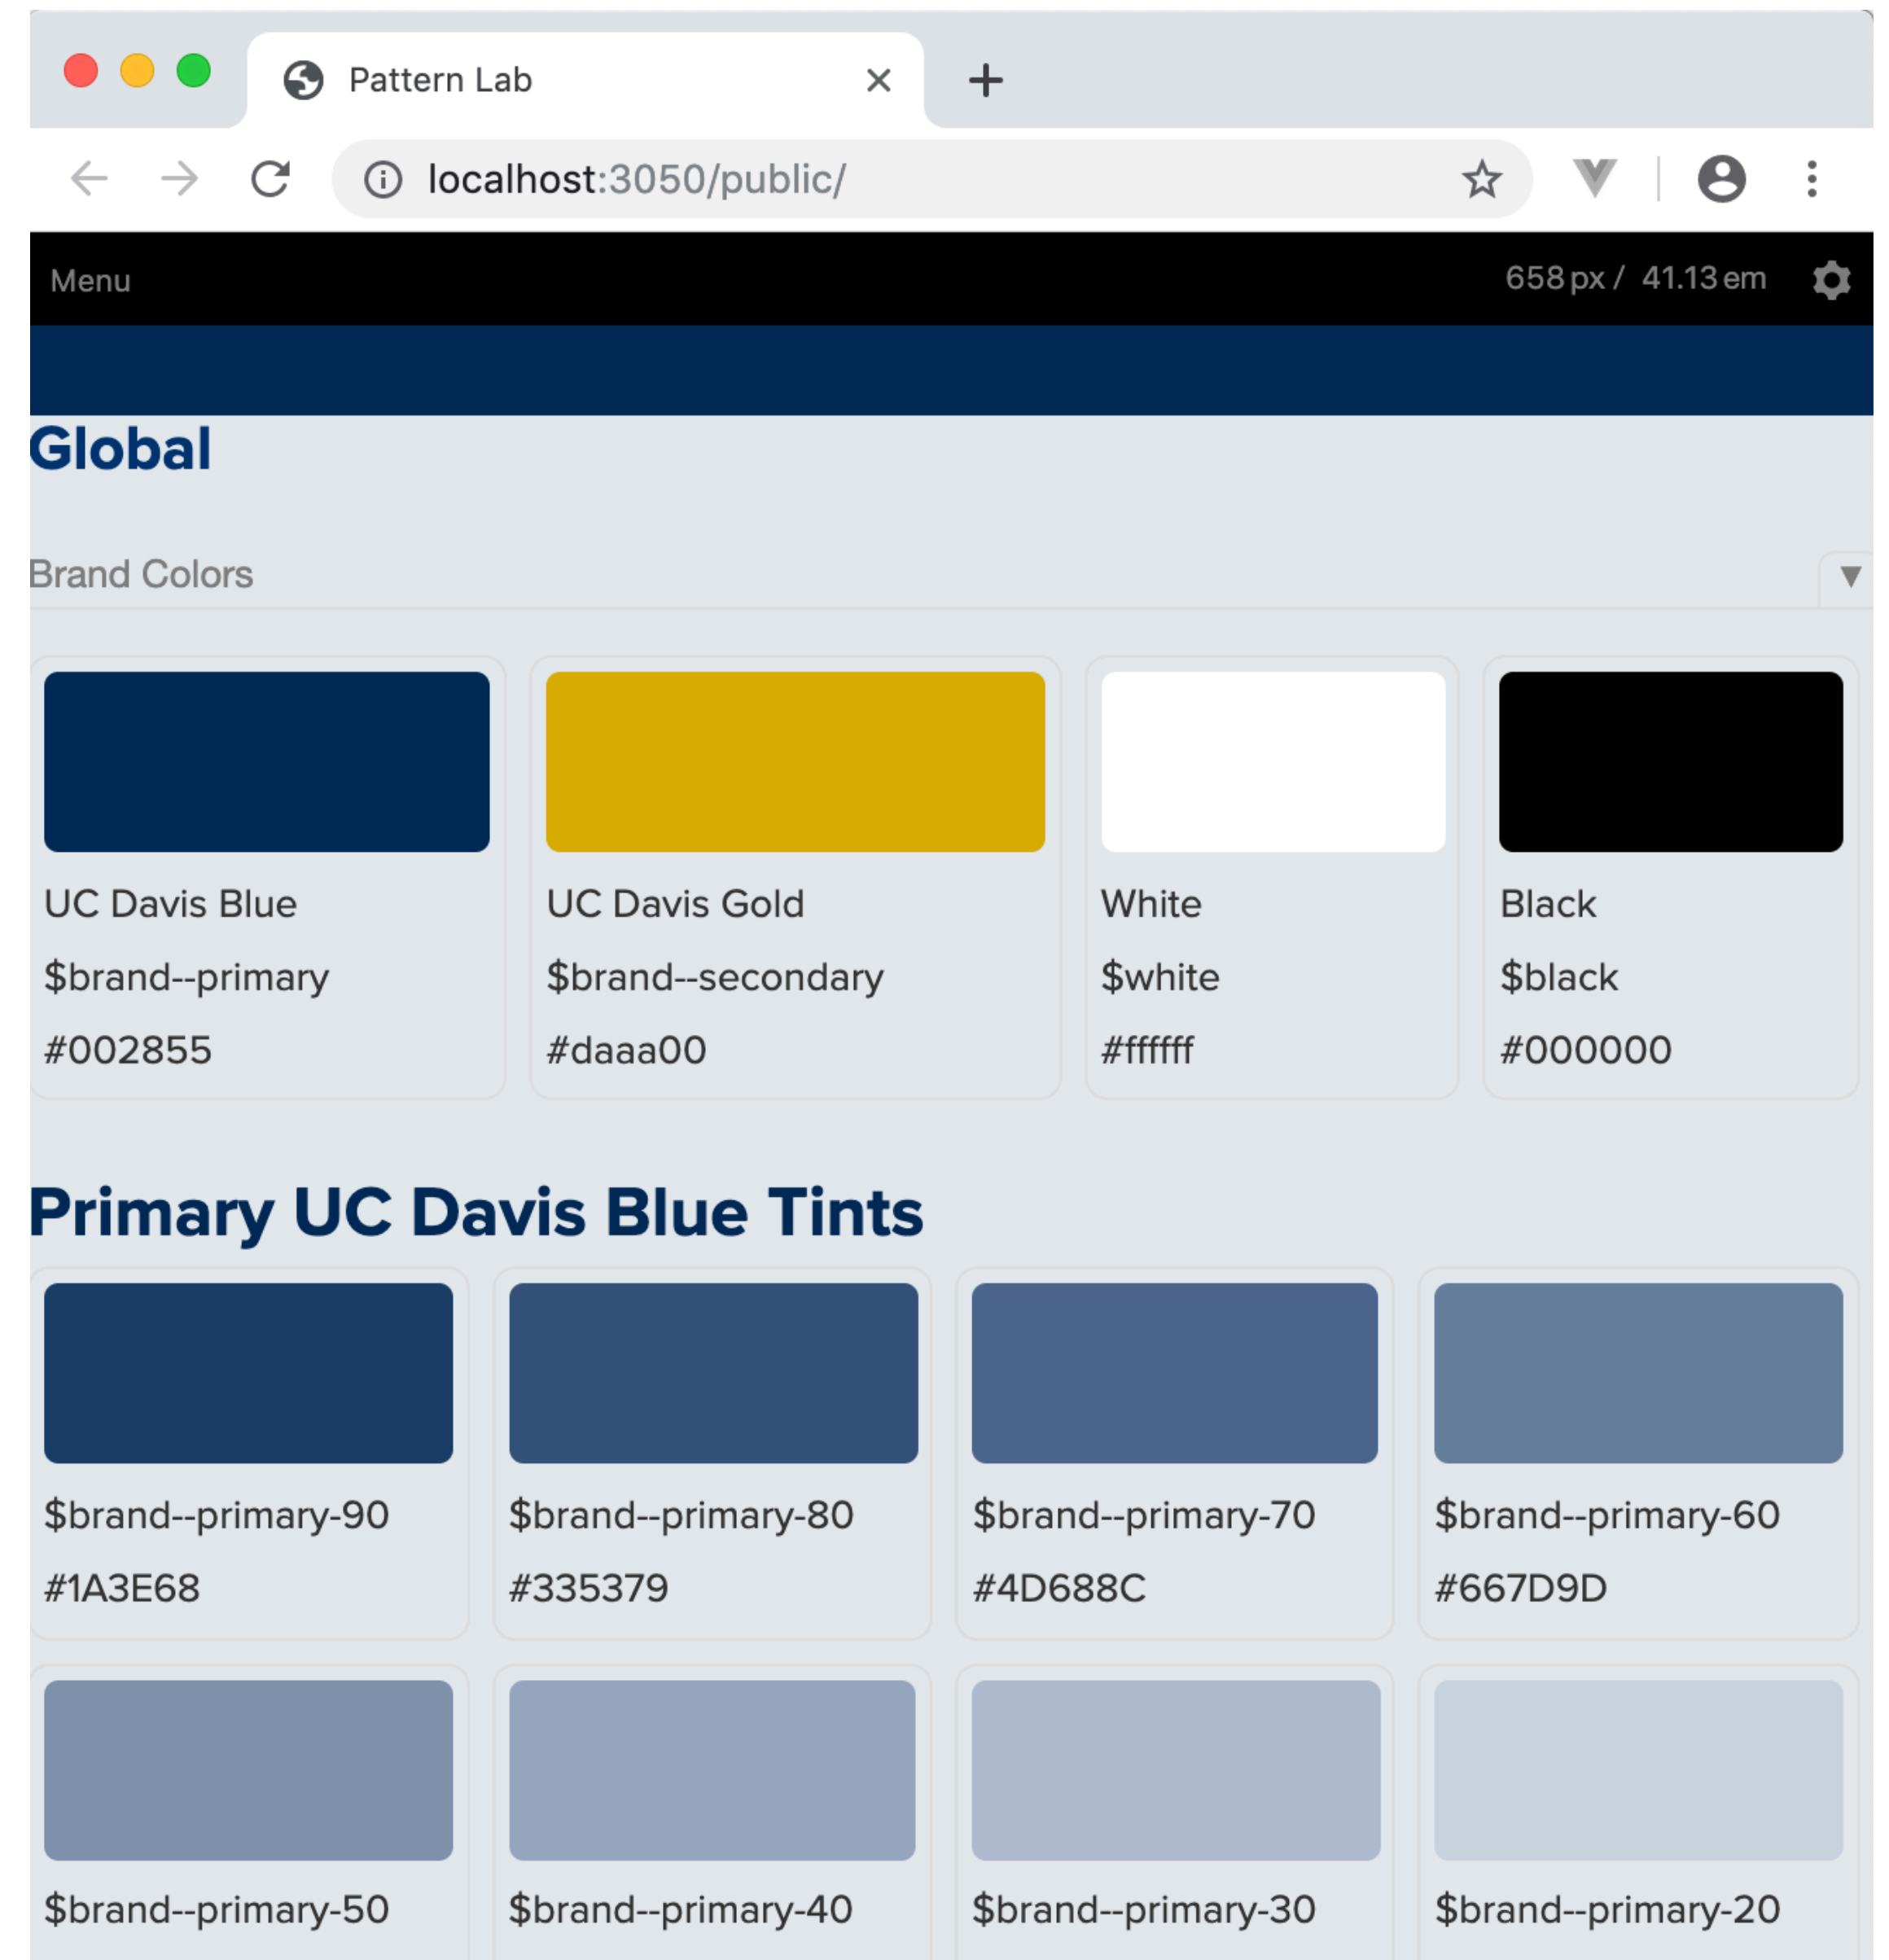 Pattern Lab
localhost:3050/public/
Menu
658 px / 41.13 em
Global
Brand Colors
UC Davis Blue
$brand--primary
#002855
UC Davis Gold
$brand--secondary
#daaa00
White
$white
#ffffff
Black
$black
#000000
Primary UC Davis Blue Tints
$brand--primary-90
#1A3E68
$brand--primary-80
#335379
$brand--primary-70
#4D688C
$brand--primary-60
#667D9D
$brand--primary-50
$brand--primary-40
$brand--primary-30
$brand--primary-20